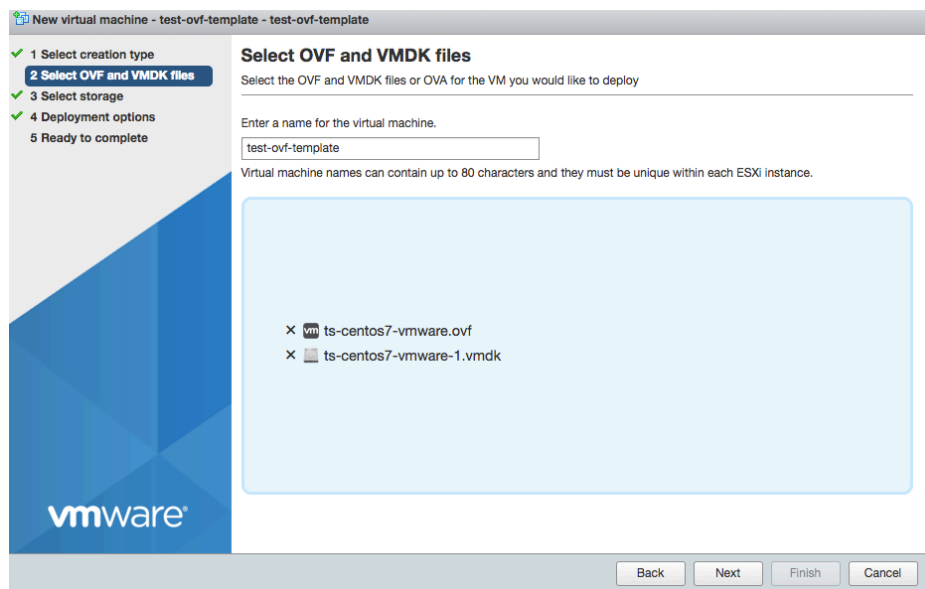 New virtual machine - test-ovf-template - test-ovf-template
1 Select creation type
2 Select OVF and VMDK files
3 Select storage
4 Deployment options
5 Ready to complete
Select OVF and VMDK files
Select the OVF and VMDK files or OVA for the VM you would like to deploy
Enter a name for the virtual machine.
test-ovf-template
Virtual machine names can contain up to 80 characters and they must be unique within each ESXi instance.
× vm ts-centos7-vmware.ovf
× ts-centos7-vmware-1.vmdk
vmware®
Back Next Finish Cancel